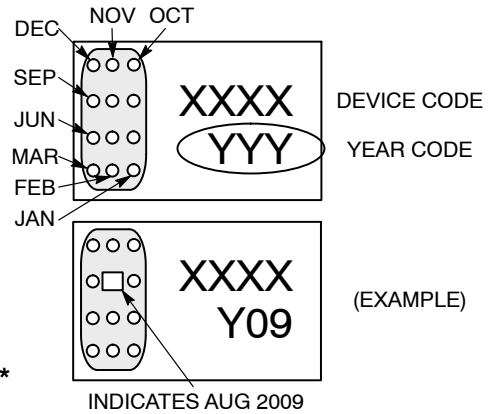 DEC NOV OCT
SEP
JUN
MAR
FEB
JAN
XXXX DEVICE CODE
YYY YEAR CODE
XXXX
Y09
(EXAMPLE)
*
INDICATES AUG 2009